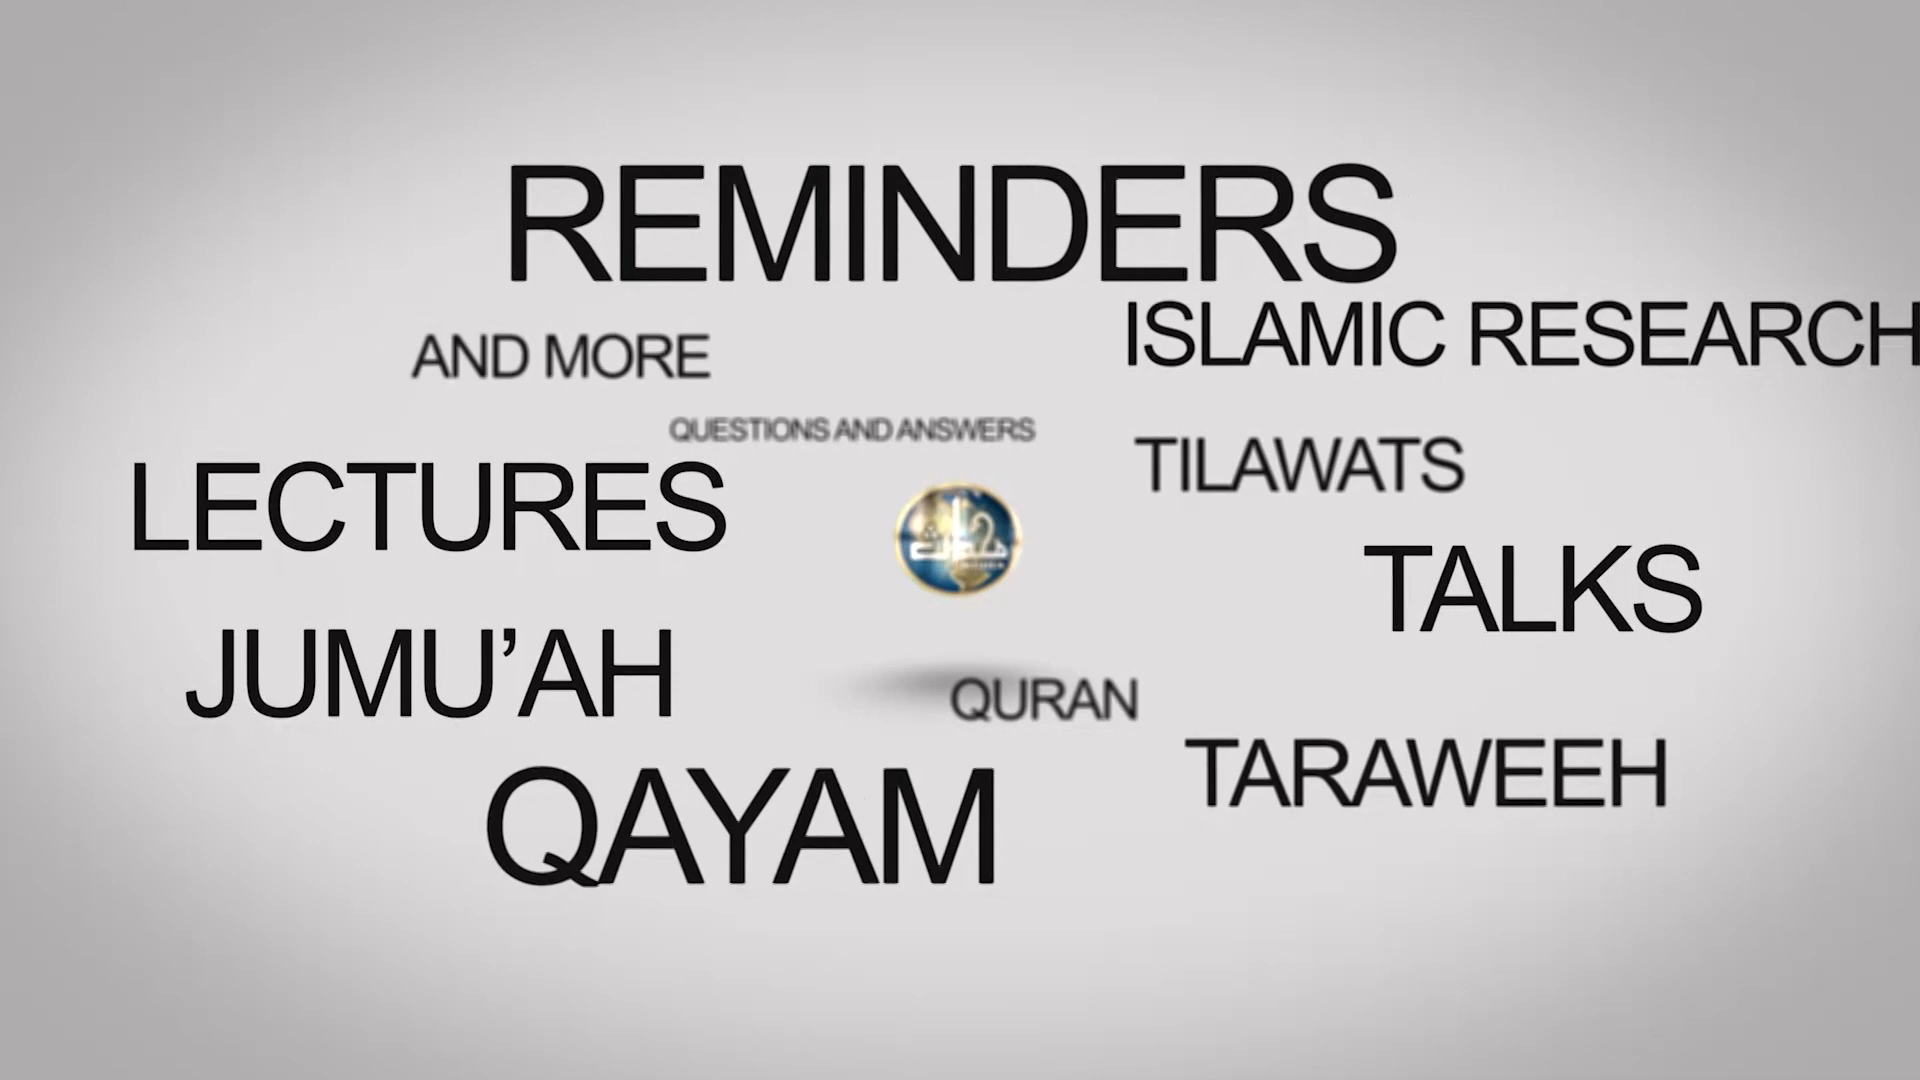 REMINDERS
ISLAMIC RESEARCH
AND MORE
QUESTIONS AND ANSWERS
TILAWATS
LECTURES
TALKS
JUMU’AH
QURAN
TARAWEEH
QAYAM